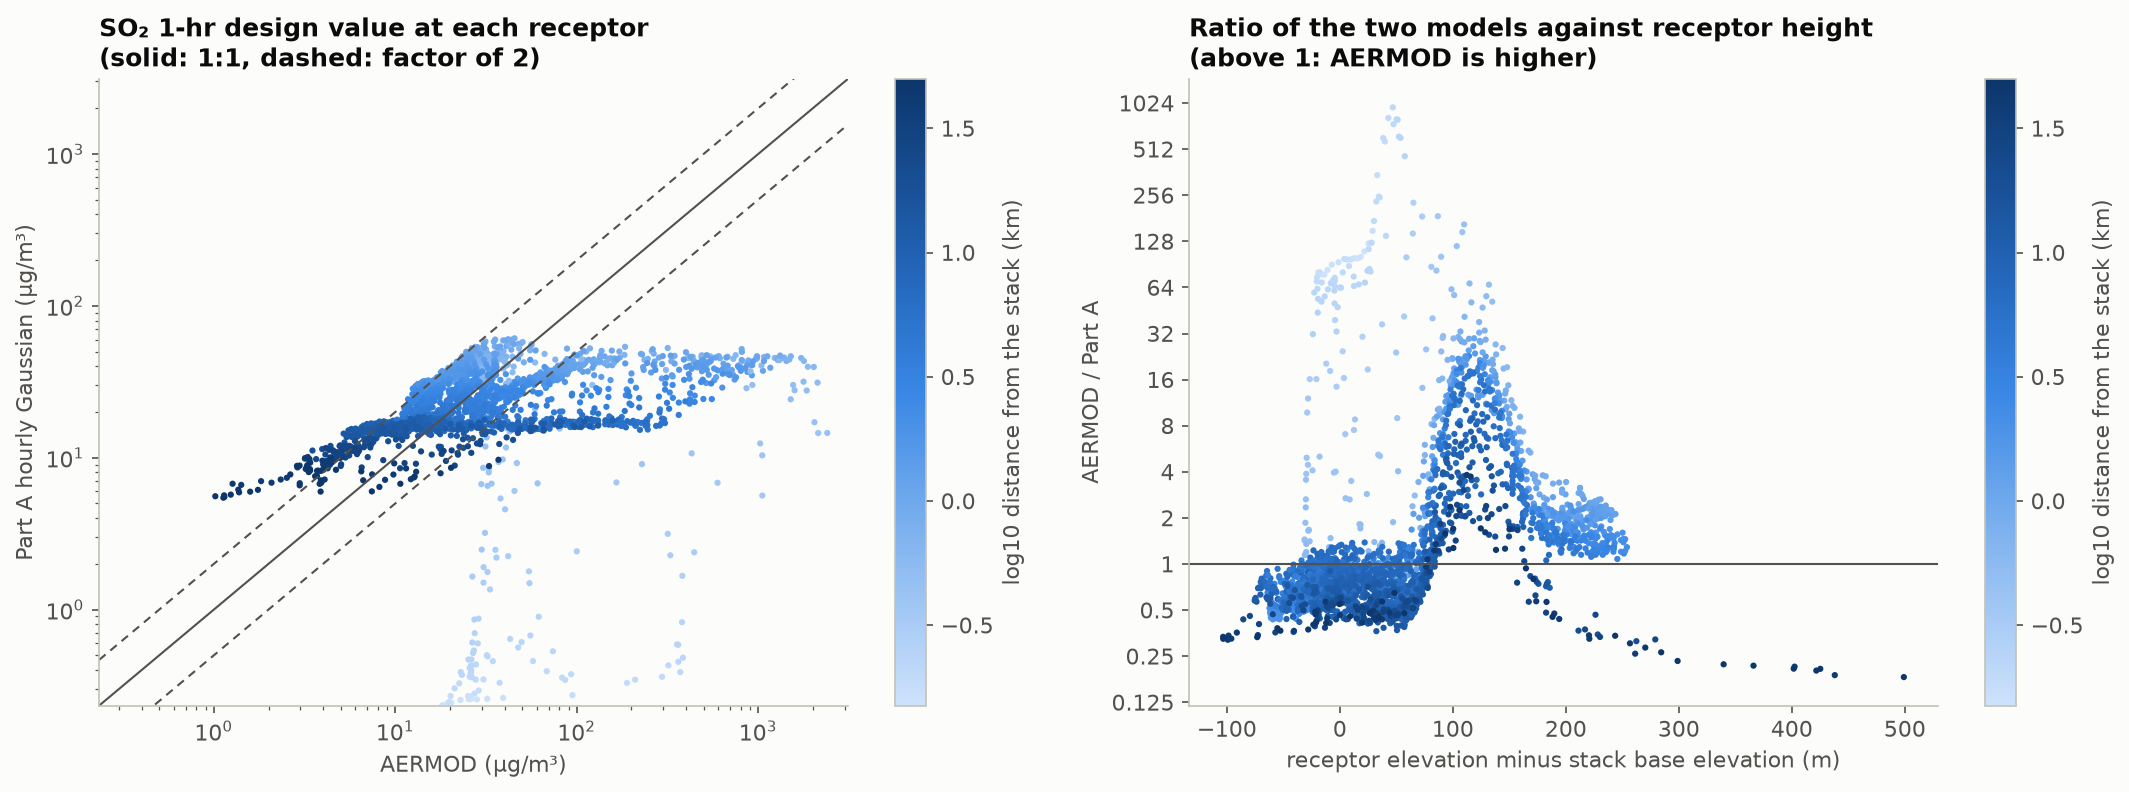 SO₂ 1-hr design value at each receptor
(solid: 1:1, dashed: factor of 2)
Part A hourly Gaussian (µg/m³)
10³
10²
10¹
10⁰
10⁰ 10¹ 10² 10³
AERMOD (µg/m³)
1.5
1.0
0.5
0.0
−0.5
log10 distance from the stack (km)
Ratio of the two models against receptor height
(above 1: AERMOD is higher)
AERMOD / Part A
1024
512
256
128
64
32
16
8
4
2
1
0.5
0.25
0.125
−100 0 100 200 300 400 500
receptor elevation minus stack base elevation (m)
1.5
1.0
0.5
0.0
−0.5
log10 distance from the stack (km)